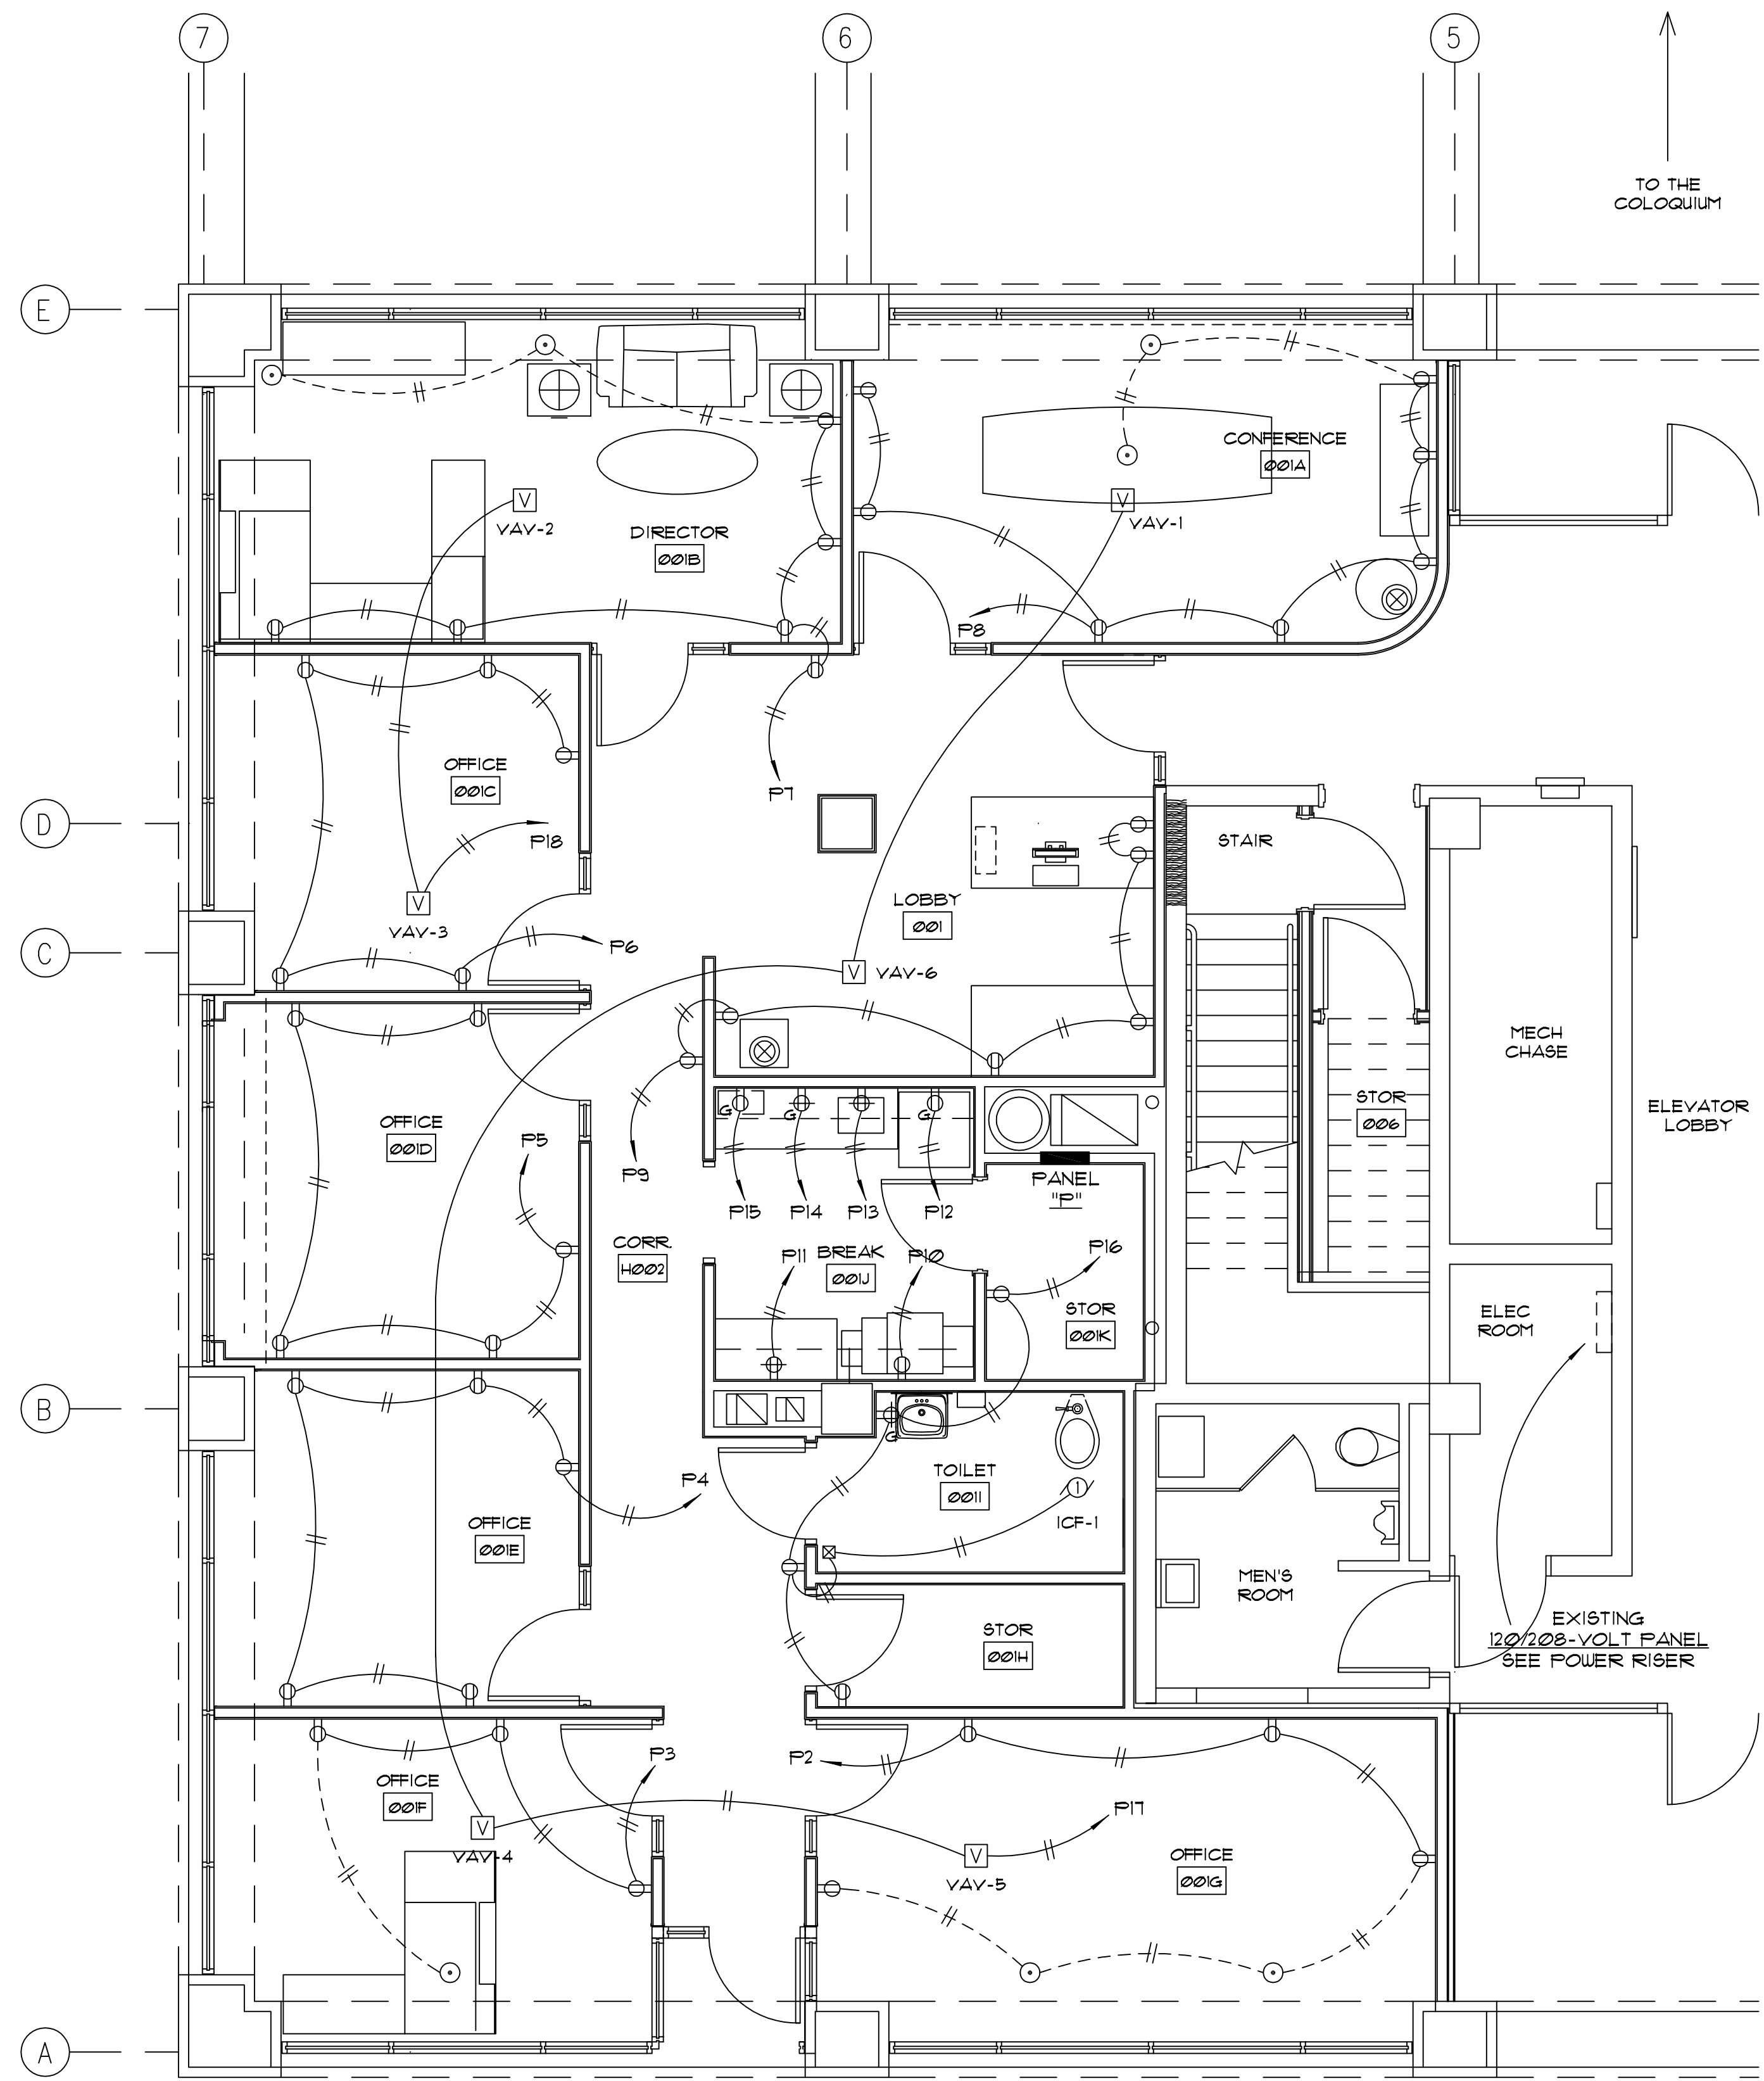 7
6
5
TO THE
COLOQUIUM
E
CONFERENCE
001A
V
VAV-2
V
VAV-1
DIRECTOR
001B
P8
OFFICE
001C
P7
D
P18
STAIR
V
VAV-3
LOBBY
001
C
P6
V
VAV-6
MECH
CHASE
STOR
006
ELEVATOR
LOBBY
OFFICE
001D
P5
G
G
G
P9
PANEL
"P"
P15
P14
P13
P12
CORR.
H002
P11
BREAK
001J
P10
P16
STOR
001K
ELEC
ROOM
B
G
TOILET
001I
P4
1
ICF-1
OFFICE
001E
MEN'S
ROOM
STOR
001H
EXISTING
120/208-VOLT PANEL
SEE POWER RISER
P3
P2
OFFICE
001F
P17
V
VAV-4
V
VAV-5
OFFICE
001G
A